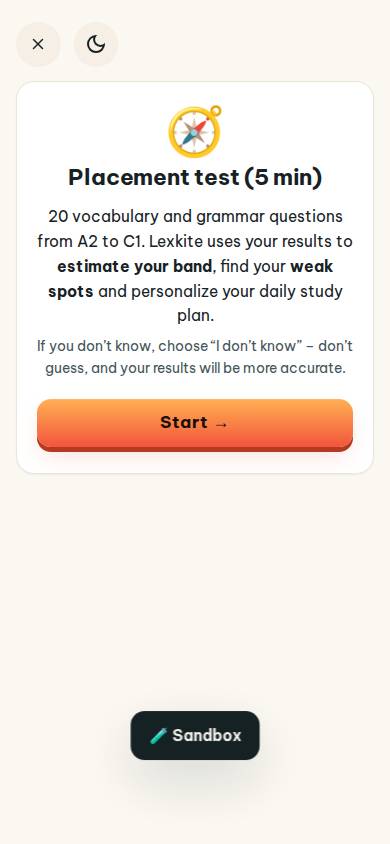 Placement test (5 min)
20 vocabulary and grammar questions
from A2 to C1. Lexkite uses your results to
estimate your band, find your weak
spots and personalize your daily study
plan.
If you don’t know, choose “I don’t know” – don’t
guess, and your results will be more accurate.
Start →
Sandbox